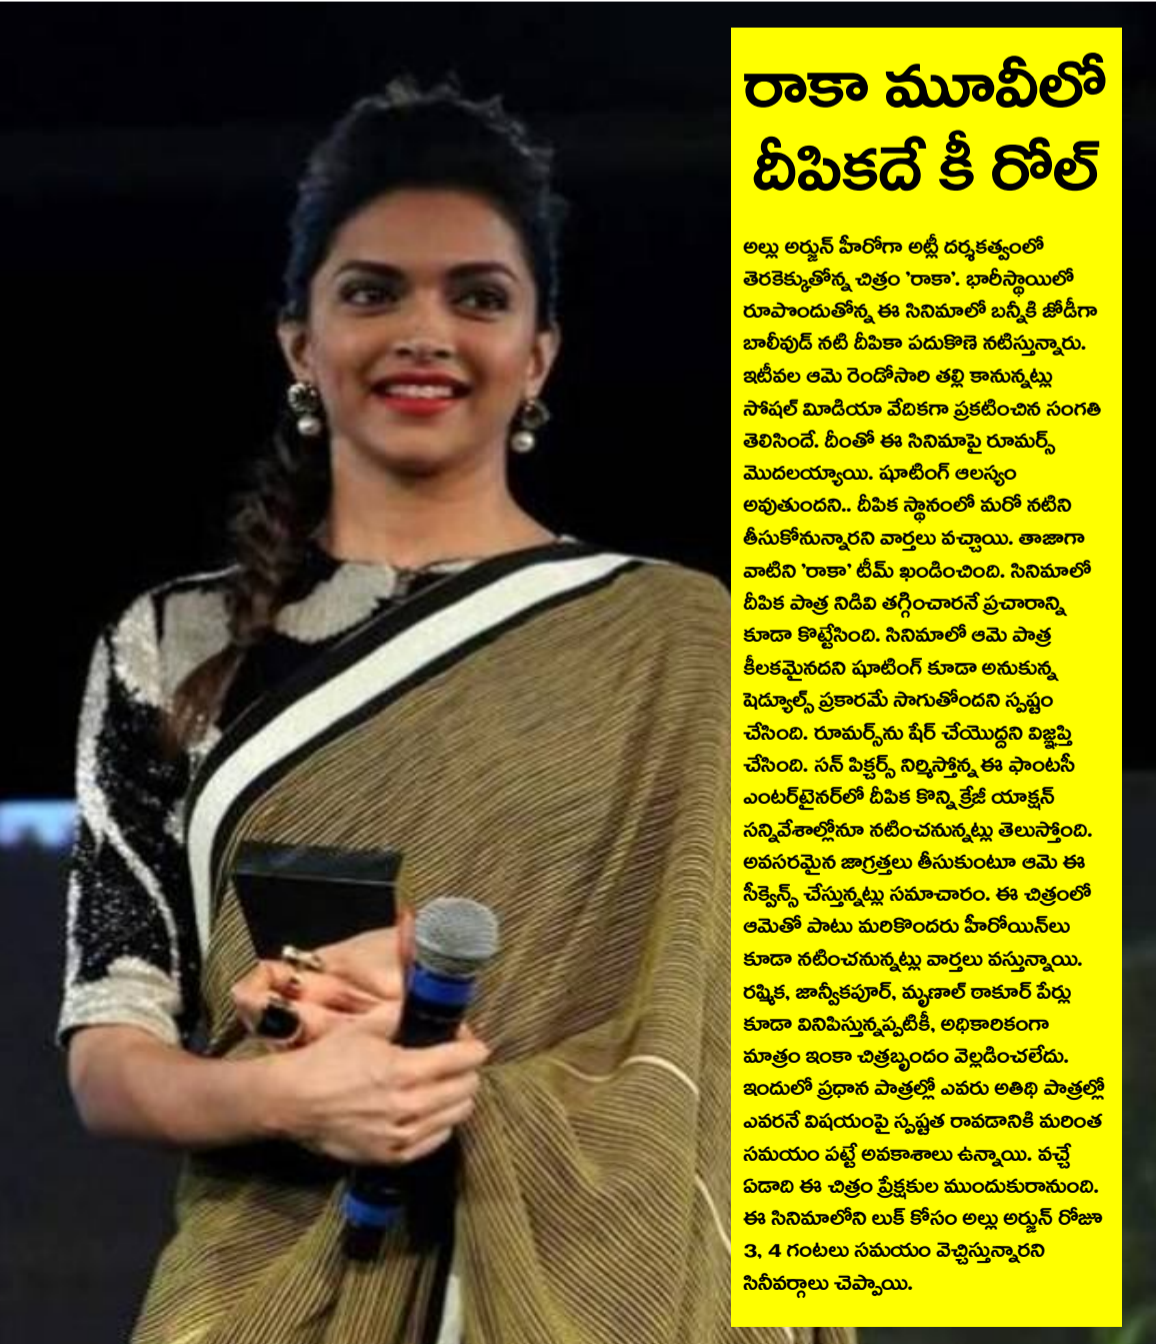 రాకా మూవీలో
దీపికదే కీ రోల్
అల్లు అర్జున్ హీరోగా అట్లీ దర్శకత్వంలో
తెరకెక్కుతోన్న చిత్రం 'రాకా'. భారీస్థాయిలో
రూపొందుతోన్న ఈ సినిమాలో బన్నీకి జోడీగా
బాలీవుడ్ నటి దీపికా పదుకొణె నటిస్తున్నారు.
ఇటీవల ఆమె రెండోసారి తల్లి కానున్నట్లు
సోషల్ మీడియా వేదికగా ప్రకటించిన సంగతి
తెలిసిందే. దీంతో ఈ సినిమాపై రూమర్స్
మొదలయ్యాయి. షూటింగ్ ఆలస్యం
అవుతుందని.. దీపిక స్థానంలో మరో నటిని
తీసుకోనున్నారని వార్తలు వచ్చాయి. తాజాగా
వాటిని 'రాకా' టీమ్ ఖండించింది. సినిమాలో
దీపిక పాత్ర నిడివి తగ్గించారనే ప్రచారాన్ని
కూడా కొట్టేసింది. సినిమాలో ఆమె పాత్ర
కీలకమైనదని షూటింగ్ కూడా అనుకున్న
షెడ్యూల్స్ ప్రకారమే సాగుతోందని స్పష్టం
చేసింది. రూమర్స్‌ను షేర్ చేయొద్దని విజ్ఞప్తి
చేసింది. సన్ పిక్చర్స్ నిర్మిస్తోన్న ఈ ఫాంటసీ
ఎంటర్‌టైనర్‌లో దీపిక కొన్ని క్రేజీ యాక్షన్
సన్నివేశాల్లోనూ నటించనున్నట్లు తెలుస్తోంది.
అవసరమైన జాగ్రత్తలు తీసుకుంటూ ఆమె ఈ
సీక్వెన్స్ చేస్తున్నట్లు సమాచారం. ఈ చిత్రంలో
ఆమెతో పాటు మరికొందరు హీరోయిన్‌లు
కూడా నటించనున్నట్లు వార్తలు వస్తున్నాయి.
రష్మిక, జాన్వీకపూర్, మృణాల్ ఠాకూర్ పేర్లు
కూడా వినిపిస్తున్నప్పటికీ, అధికారికంగా
మాత్రం ఇంకా చిత్రబృందం వెల్లడించలేదు.
ఇందులో ప్రధాన పాత్రల్లో ఎవరు అతిథి పాత్రల్లో
ఎవరనే విషయంపై స్పష్టత రావడానికి మరింత
సమయం పట్టే అవకాశాలు ఉన్నాయి. వచ్చే
ఏడాది ఈ చిత్రం ప్రేక్షకుల ముందుకురానుంది.
ఈ సినిమాలోని లుక్ కోసం అల్లు అర్జున్ రోజూ
3, 4 గంటలు సమయం వెచ్చిస్తున్నారని
సినీవర్గాలు చెప్పాయి.